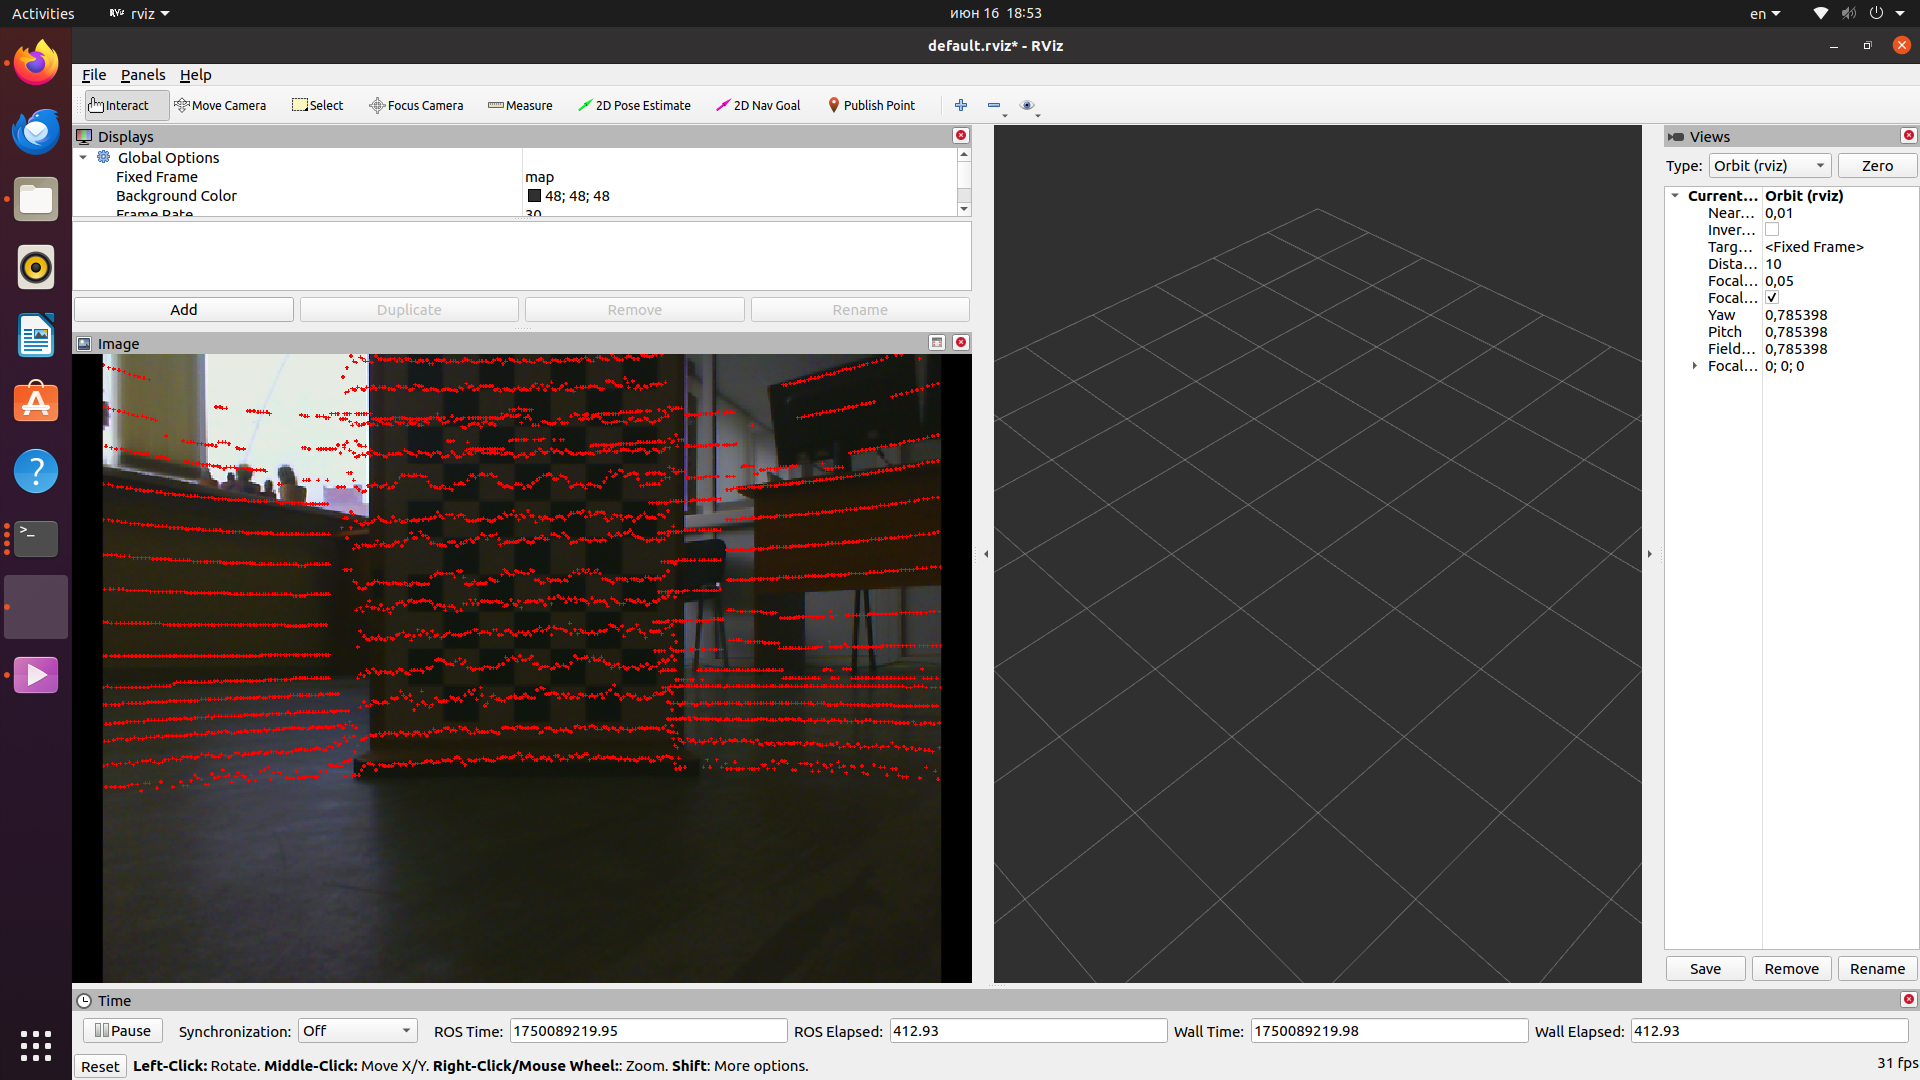 Activities rviz июн 16 18:53 en
default.rviz* - RViz
File Panels Help
Interact Move Camera Select Focus Camera Measure 2D Pose Estimate 2D Nav Goal Publish Point
Displays
Global Options
Fixed Frame map
Background Color 48; 48; 48
Frame Rate 30
Add Duplicate Remove Rename
Image
Views
Type: Orbit (rviz) Zero
Current... Orbit (rviz)
Near... 0,01
Inver...
Targ... <Fixed Frame>
Dista... 10
Focal... 0,05
Focal...
Yaw 0,785398
Pitch 0,785398
Field... 0,785398
Focal... 0; 0; 0
Save Remove Rename
Time
Pause Synchronization: Off ROS Time: 1750089219.95 ROS Elapsed: 412.93 Wall Time: 1750089219.98 Wall Elapsed: 412.93
Reset Left-Click: Rotate. Middle-Click: Move X/Y. Right-Click/Mouse Wheel:: Zoom. Shift: More options. 31 fps